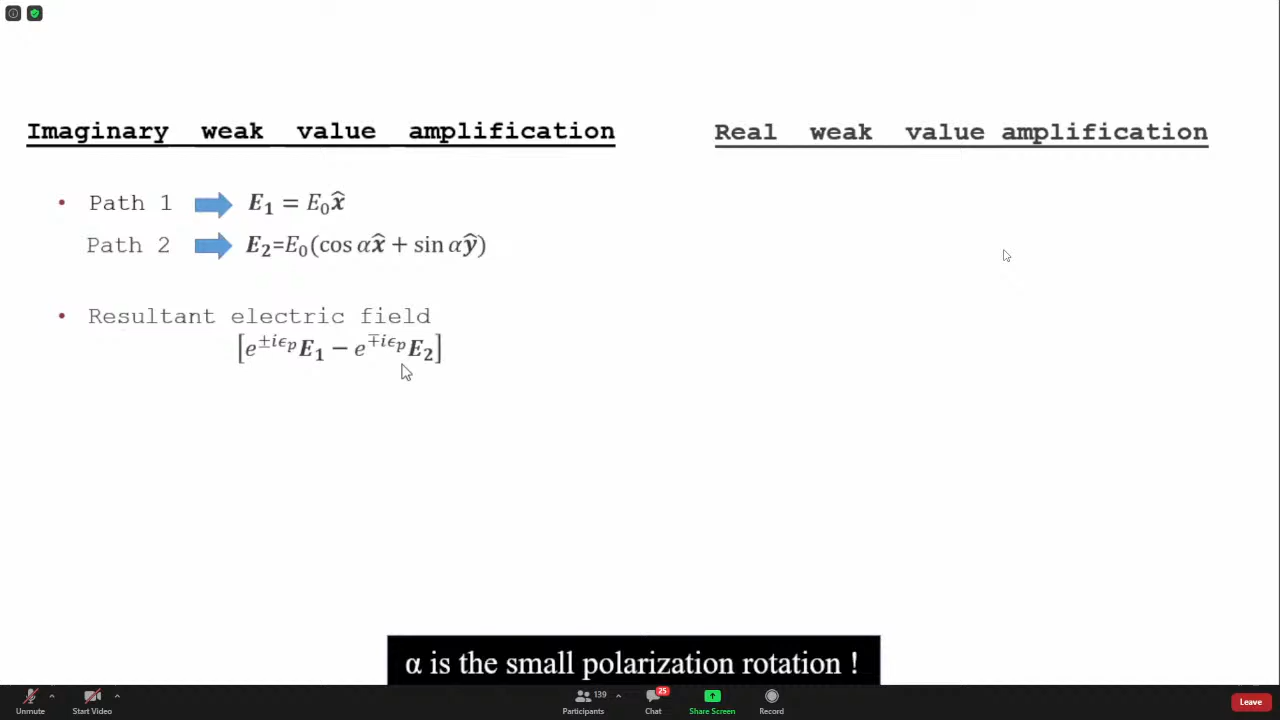 Imaginary weak value amplification
Real weak value amplification
• Path 1 E₁ = E₀x̂
Path 2 E₂=E₀(cos αx̂ + sin αŷ)
• Resultant electric field
[e^{±iϵₚ}E₁ − e^{∓iϵₚ}E₂]
α is the small polarization rotation !
Unmute
Start Video
139
Participants
25
Chat
Share Screen
Record
Leave